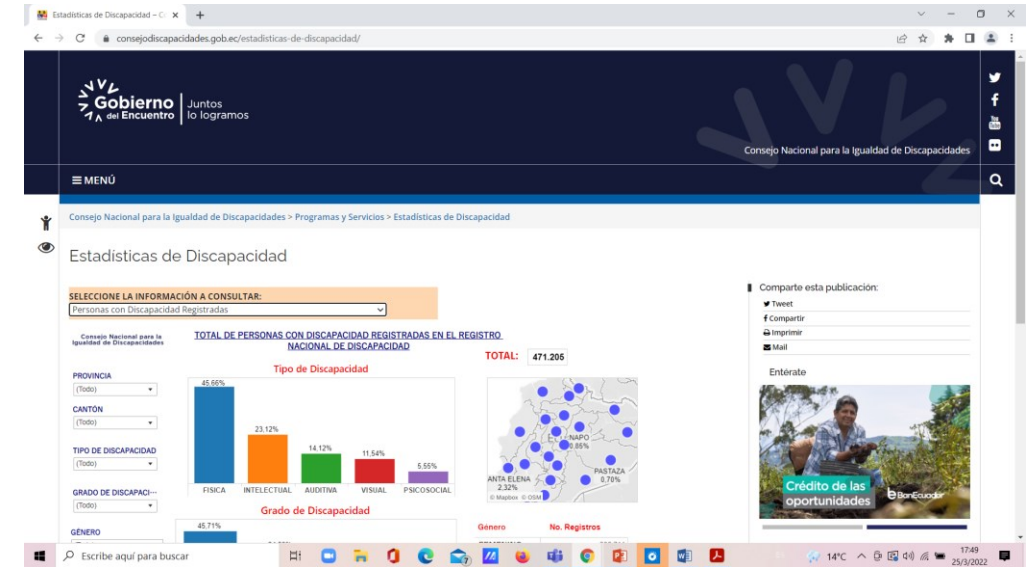 Estadísticas de Discapacidad – C
consejodiscapacidades.gob.ec/estadisticas-de-discapacidad/
Gobierno
del Encuentro
Juntos
lo logramos
Consejo Nacional para la Igualdad de Discapacidades
MENÚ
Consejo Nacional para la Igualdad de Discapacidades > Programas y Servicios > Estadísticas de Discapacidad
Estadísticas de Discapacidad
SELECCIONE LA INFORMACIÓN A CONSULTAR:
Personas con Discapacidad Registradas
Consejo Nacional para la
Igualdad de Discapacidades
TOTAL DE PERSONAS CON DISCAPACIDAD REGISTRADAS EN EL REGISTRO
NACIONAL DE DISCAPACIDAD
TOTAL: 471.205
PROVINCIA
(Todo)
CANTÓN
(Todo)
TIPO DE DISCAPACIDAD
(Todo)
GRADO DE DISCAPACI···
(Todo)
GÉNERO
Tipo de Discapacidad
45,66%
23,12%
14,12%
11,54%
5,55%
FISICA INTELECTUAL AUDITIVA VISUAL PSICOSOCIAL
Grado de Discapacidad
45,71%
NAPO
0,85%
PASTAZA
0,70%
ANTA ELENA
2,32%
© Mapbox © OSM
Género No. Registros
Comparte esta publicación:
Tweet
Compartir
Imprimir
Mail
Entérate
Crédito de las
oportunidades
BanEcuador
Escribe aquí para buscar
14°C
17:49
25/3/2022